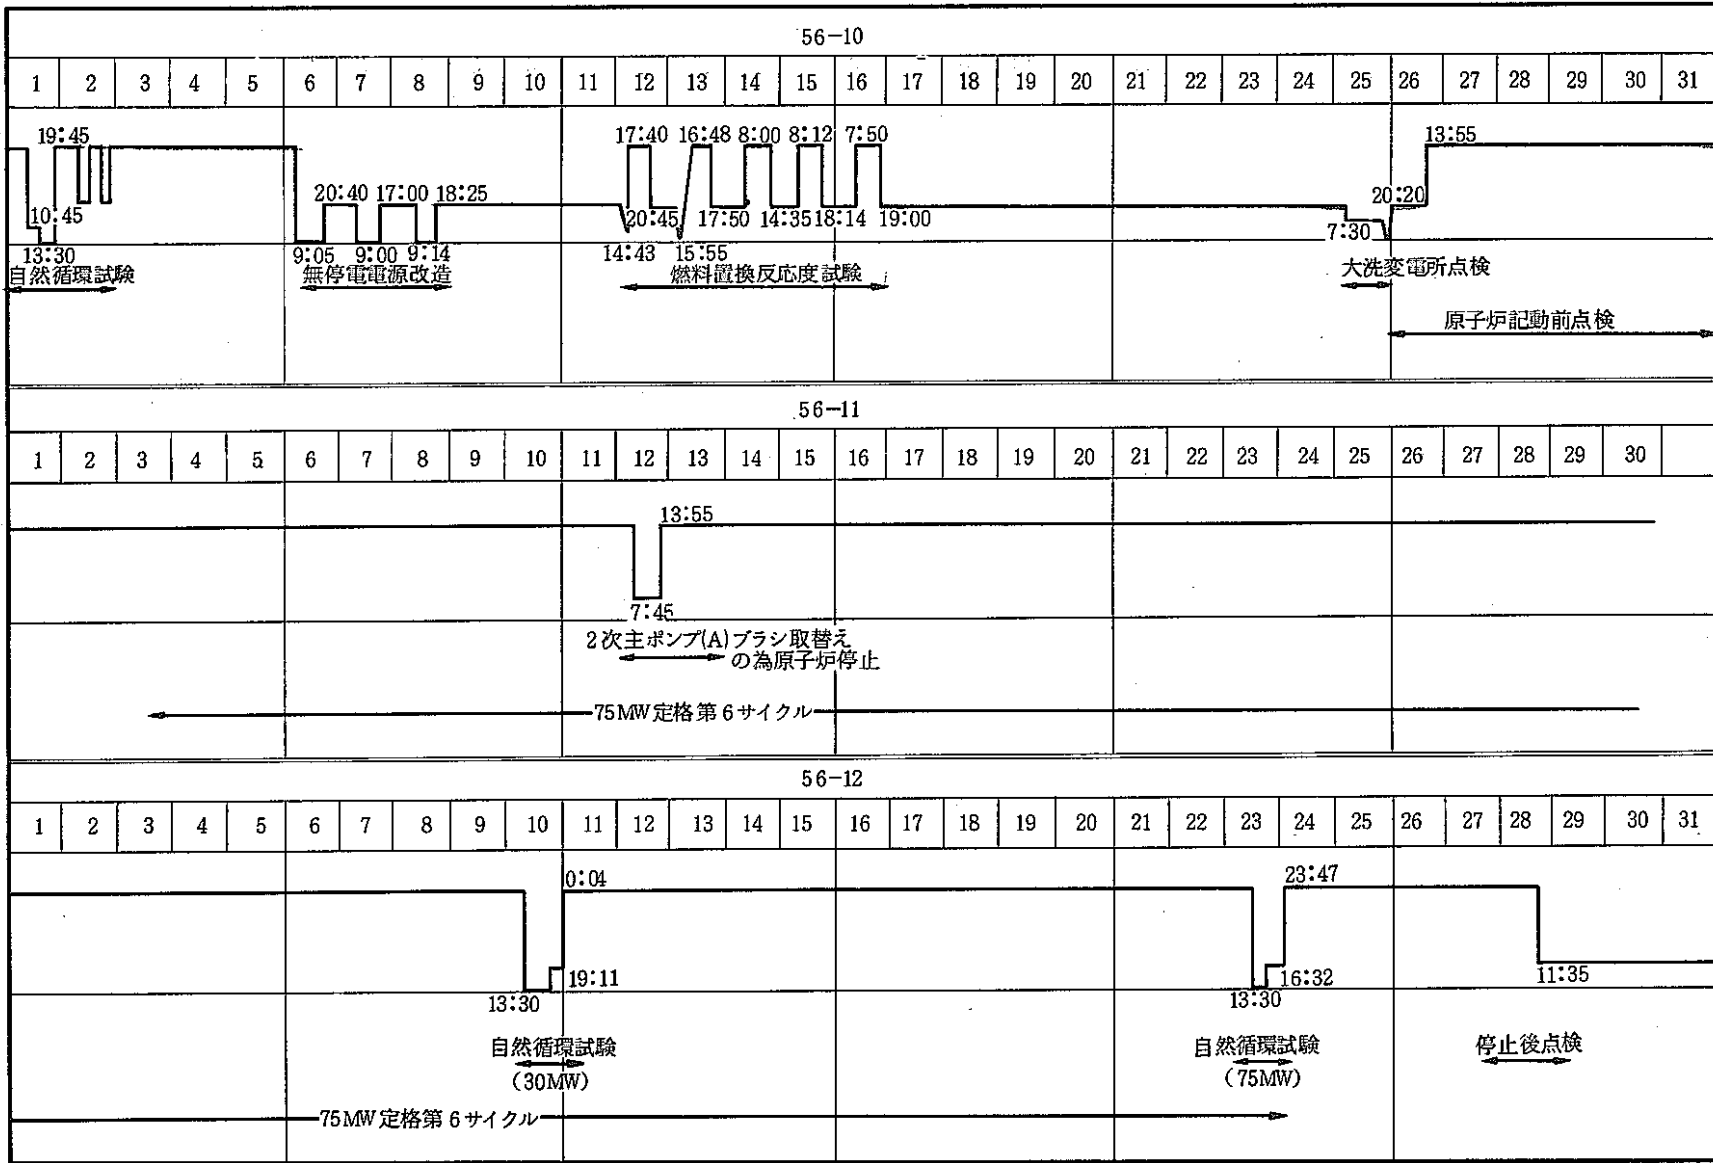 56-10
1 2 3 4 5 6 7 8 9 10 11 12 13 14 15 16 17 18 19 20 21 22 23 24 25 26 27 28 29 30 31
19:45 17:40 16:48 8:00 8:12 7:50 13:55
20:40 17:00 18:25 20:20
10:45 20:45 17:50 14:35 18:14 19:00 7:30
13:30 9:05 9:00 9:14 14:43 15:55
自然循環試験 無停電電源改造 燃料置換反応度試験 大洗変電所点検
原子炉記動前点検
56-11
1 2 3 4 5 6 7 8 9 10 11 12 13 14 15 16 17 18 19 20 21 22 23 24 25 26 27 28 29 30
13:55
7:45
2次主ポンプ(A)ブラシ取替え
の為原子炉停止
75MW定格第6サイクル
56-12
1 2 3 4 5 6 7 8 9 10 11 12 13 14 15 16 17 18 19 20 21 22 23 24 25 26 27 28 29 30 31
0:04 23:47
19:11 16:32 11:35
13:30 13:30
自然循環試験 自然循環試験 停止後点検
(30MW) (75MW)
75MW定格第6サイクル